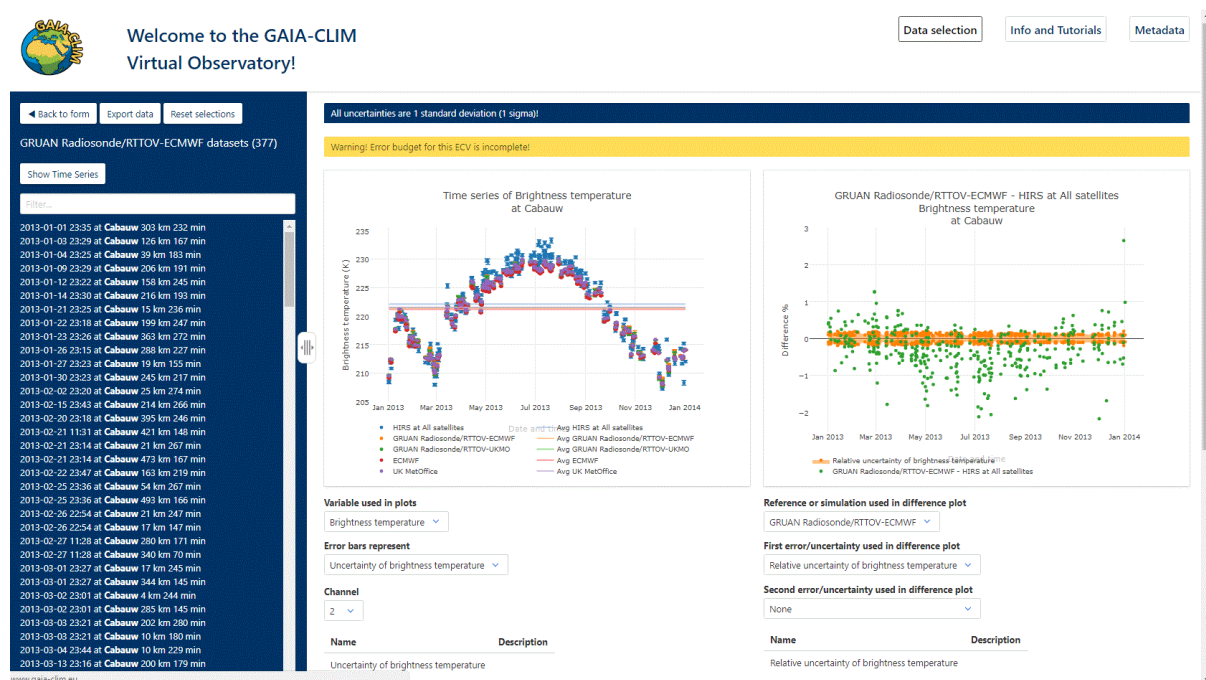 GAIA-CLIM
Welcome to the GAIA-CLIM
Virtual Observatory!
Data selection
Info and Tutorials
Metadata
◀ Back to form
Export data
Reset selections
GRUAN Radiosonde/RTTOV-ECMWF datasets (377)
Show Time Series
Filter...
2013-01-01 23:35 at Cabauw 303 km 232 min
2013-01-03 23:29 at Cabauw 126 km 167 min
2013-01-04 23:25 at Cabauw 39 km 183 min
2013-01-09 23:29 at Cabauw 206 km 191 min
2013-01-12 23:22 at Cabauw 158 km 245 min
2013-01-14 23:30 at Cabauw 216 km 193 min
2013-01-21 23:25 at Cabauw 15 km 236 min
2013-01-22 23:18 at Cabauw 199 km 247 min
2013-01-23 23:26 at Cabauw 363 km 272 min
2013-01-26 23:15 at Cabauw 288 km 227 min
2013-01-27 23:23 at Cabauw 19 km 155 min
2013-01-30 23:23 at Cabauw 245 km 217 min
2013-02-02 23:20 at Cabauw 25 km 274 min
2013-02-15 23:43 at Cabauw 214 km 266 min
2013-02-20 23:18 at Cabauw 395 km 246 min
2013-02-21 11:31 at Cabauw 421 km 148 min
2013-02-21 23:14 at Cabauw 21 km 267 min
2013-02-21 23:14 at Cabauw 473 km 167 min
2013-02-22 23:47 at Cabauw 163 km 219 min
2013-02-25 23:36 at Cabauw 54 km 267 min
2013-02-25 23:36 at Cabauw 493 km 166 min
2013-02-26 22:54 at Cabauw 21 km 247 min
2013-02-26 22:54 at Cabauw 17 km 147 min
2013-02-27 11:28 at Cabauw 280 km 171 min
2013-02-27 11:28 at Cabauw 340 km 70 min
2013-03-01 23:27 at Cabauw 17 km 245 min
2013-03-01 23:27 at Cabauw 344 km 145 min
2013-03-02 23:01 at Cabauw 4 km 244 min
2013-03-02 23:01 at Cabauw 285 km 145 min
2013-03-03 23:21 at Cabauw 202 km 280 min
2013-03-03 23:21 at Cabauw 10 km 180 min
2013-03-04 23:44 at Cabauw 10 km 229 min
2013-03-13 23:16 at Cabauw 200 km 179 min
www.gaia-clim.eu
All uncertainties are 1 standard deviation (1 sigma)!
Warning! Error budget for this ECV is incomplete!
Time series of Brightness temperature
at Cabauw
Brightness temperature (K)
235
230
225
220
215
210
205
Jan 2013 Mar 2013 May 2013 Jul 2013 Sep 2013 Nov 2013 Jan 2014
Date and tim
HIRS at All satellites
GRUAN Radiosonde/RTTOV-ECMWF
GRUAN Radiosonde/RTTOV-UKMO
ECMWF
UK MetOffice
Avg HIRS at All satellites
Avg GRUAN Radiosonde/RTTOV-ECMWF
Avg GRUAN Radiosonde/RTTOV-UKMO
Avg ECMWF
Avg UK MetOffice
Variable used in plots
Brightness temperature
Error bars represent
Uncertainty of brightness temperature
Channel
2
Name Description
Uncertainty of brightness temperature
GRUAN Radiosonde/RTTOV-ECMWF - HIRS at All satellites
Brightness temperature
at Cabauw
Difference %
3
2
1
0
−1
−2
Jan 2013 Mar 2013 May 2013 Jul 2013 Sep 2013 Nov 2013 Jan 2014
Relative uncertainty of brightness temperature
GRUAN Radiosonde/RTTOV-ECMWF - HIRS at All satellites
Reference or simulation used in difference plot
GRUAN Radiosonde/RTTOV-ECMWF
First error/uncertainty used in difference plot
Relative uncertainty of brightness temperature
Second error/uncertainty used in difference plot
None
Name Description
Relative uncertainty of brightness temperature